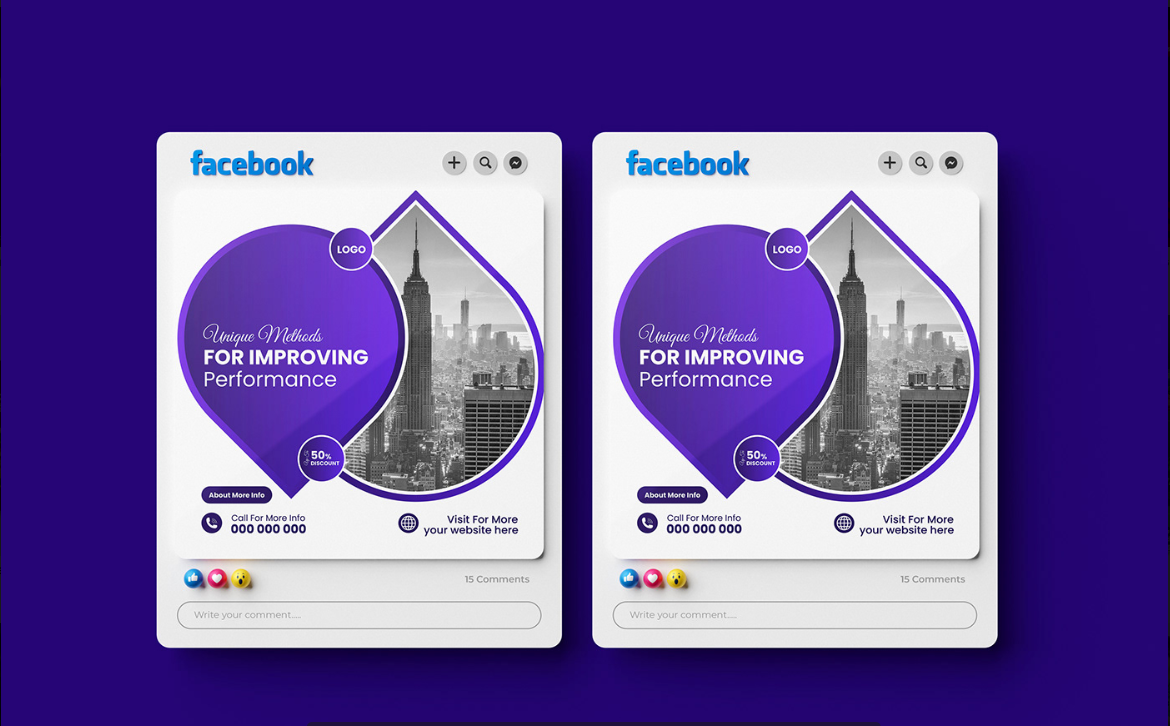 facebook
LOGO
Unique Methods
FOR IMPROVING
Performance
50%
DISCOUNT
About More Info
Call For More Info
000 000 000
Visit For More
your website here
15 Comments
Write your comment....
facebook
LOGO
Unique Methods
FOR IMPROVING
Performance
50%
DISCOUNT
About More Info
Call For More Info
000 000 000
Visit For More
your website here
15 Comments
Write your comment....